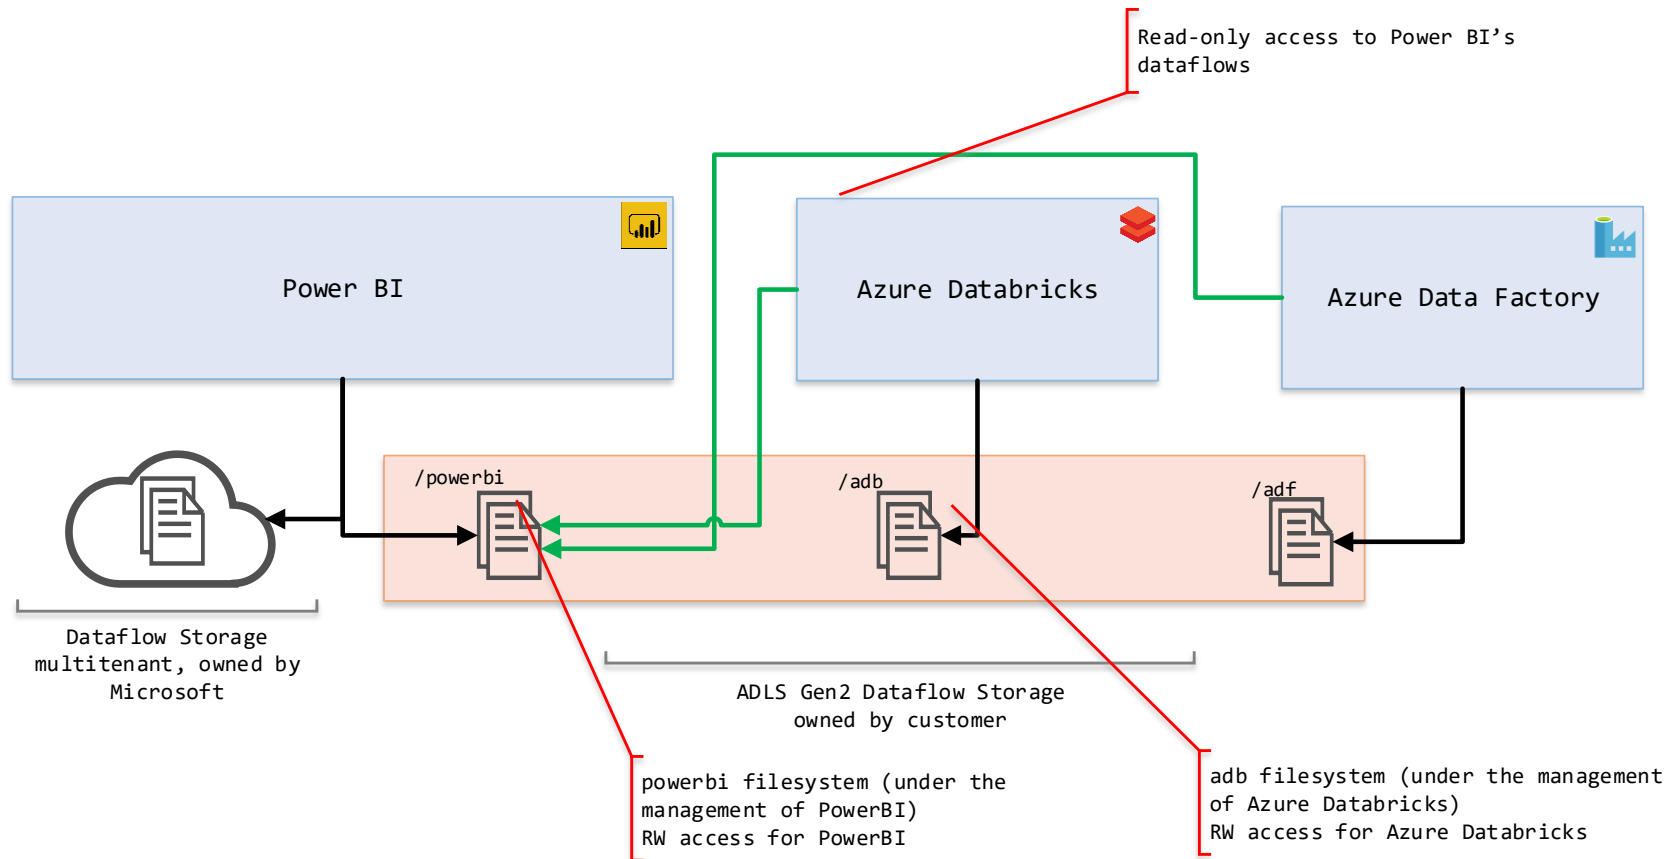 Read-only access to Power BI’s
dataflows
Power BI
Azure Databricks
Azure Data Factory
/powerbi
/adb
/adf
Dataflow Storage
multitenant, owned by
Microsoft
ADLS Gen2 Dataflow Storage
owned by customer
powerbi filesystem (under the
management of PowerBI)
RW access for PowerBI
adb filesystem (under the management
of Azure Databricks)
RW access for Azure Databricks